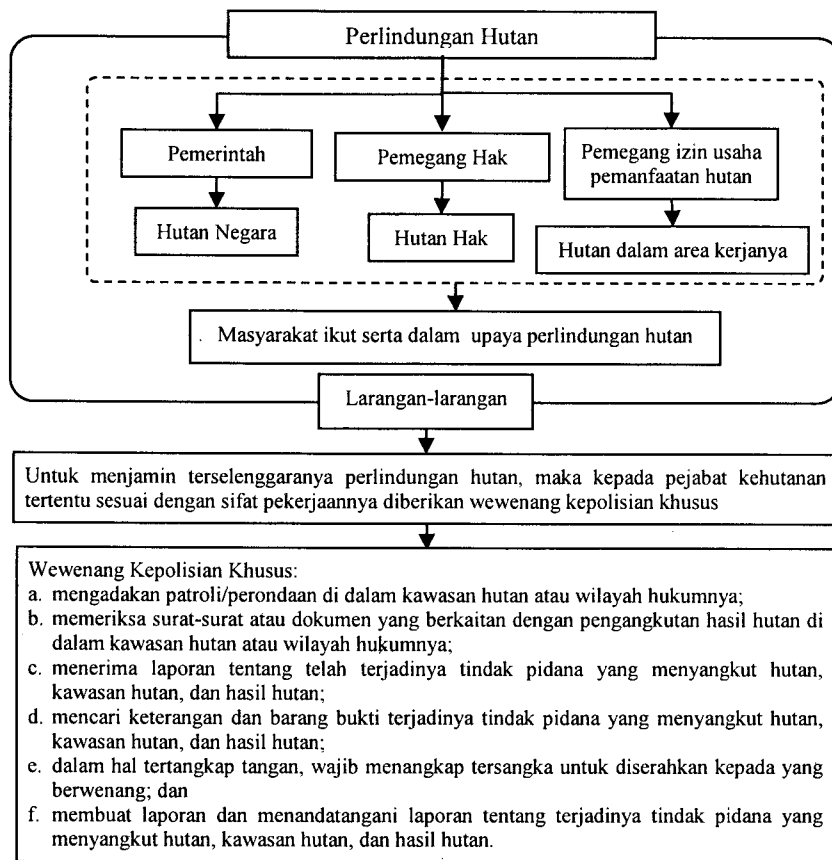 Perlindungan Hutan
Pemerintah
Pemegang Hak
Pemegang izin usaha
pemanfaatan hutan
Hutan Negara
Hutan Hak
Hutan dalam area kerjanya
Masyarakat ikut serta dalam upaya perlindungan hutan
Larangan-larangan
Untuk menjamin terselenggaranya perlindungan hutan, maka kepada pejabat kehutanan
tertentu sesuai dengan sifat pekerjaannya diberikan wewenang kepolisian khusus
Wewenang Kepolisian Khusus:
a. mengadakan patroli/perondaan di dalam kawasan hutan atau wilayah hukumnya;
b. memeriksa surat-surat atau dokumen yang berkaitan dengan pengangkutan hasil hutan di
dalam kawasan hutan atau wilayah hukumnya;
c. menerima laporan tentang telah terjadinya tindak pidana yang menyangkut hutan,
kawasan hutan, dan hasil hutan;
d. mencari keterangan dan barang bukti terjadinya tindak pidana yang menyangkut hutan,
kawasan hutan, dan hasil hutan;
e. dalam hal tertangkap tangan, wajib menangkap tersangka untuk diserahkan kepada yang
berwenang; dan
f. membuat laporan dan menandatangani laporan tentang terjadinya tindak pidana yang
menyangkut hutan, kawasan hutan, dan hasil hutan.